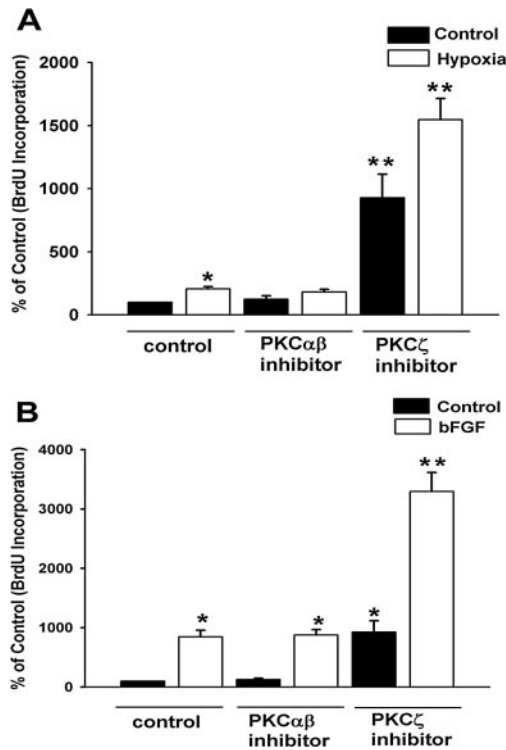 A
Control
Hypoxia
% of Control (BrdU Incorporation)
2000
1500
1000
500
0
*
**
**
control
PKCαβ inhibitor
PKCζ inhibitor
B
Control
bFGF
% of Control (BrdU Incorporation)
4000
3000
2000
1000
0
*
*
*
**
control
PKCαβ inhibitor
PKCζ inhibitor